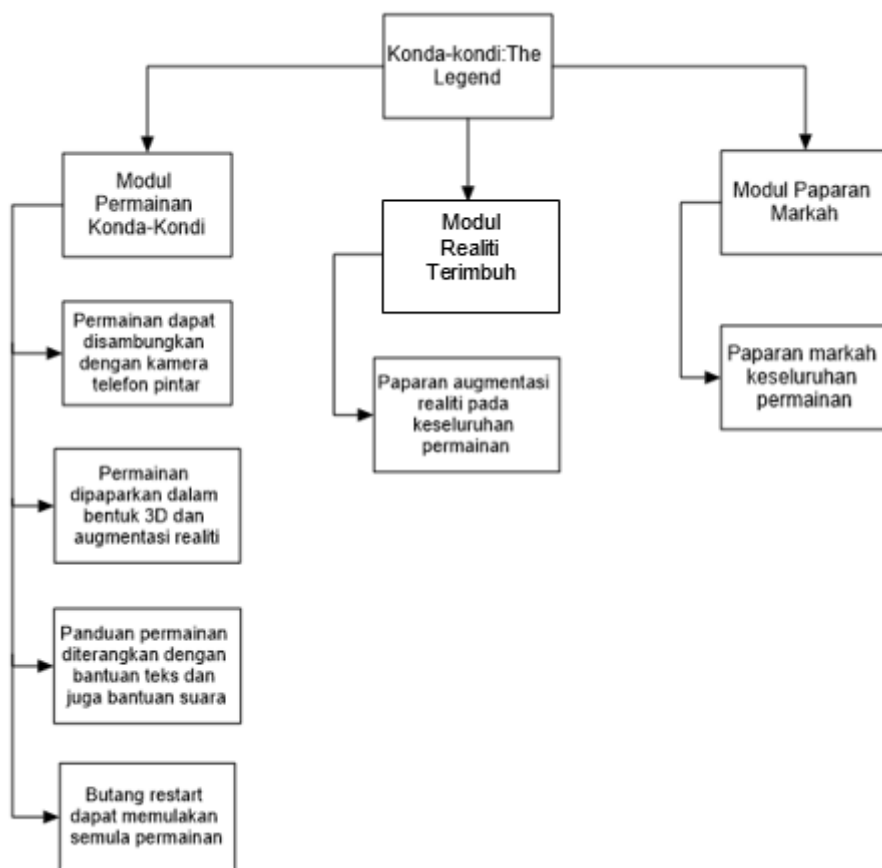 Konda-kondi:The
Legend
Modul
Permainan
Konda-Kondi
Modul
Realiti
Terimbuh
Modul Paparan
Markah
Permainan dapat
disambungkan
dengan kamera
telefon pintar
Paparan augmentasi
realiti pada
keseluruhan
permainan
Paparan markah
keseluruhan
permainan
Permainan
dipaparkan dalam
bentuk 3D dan
augmentasi realiti
Panduan permainan
diterangkan dengan
bantuan teks dan
juga bantuan suara
Butang restart
dapat memulakan
semula permainan